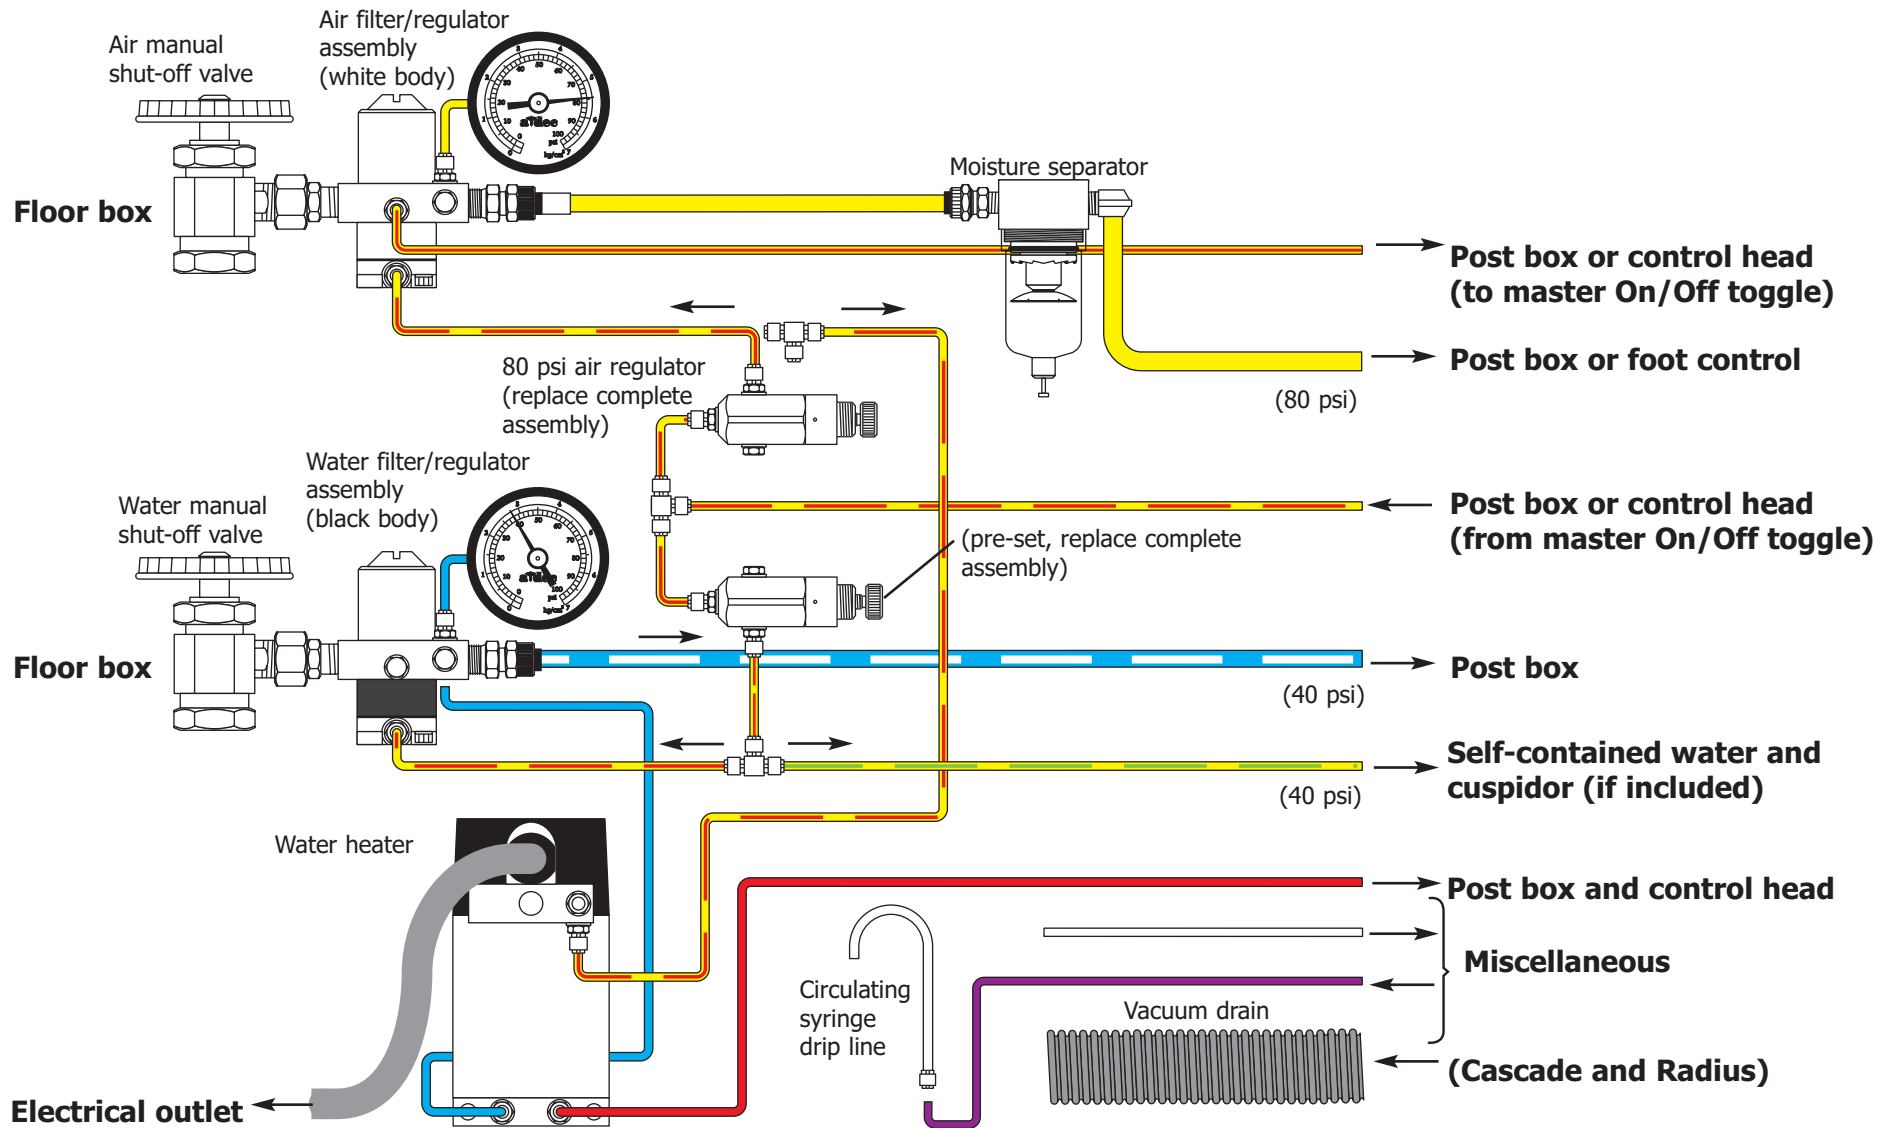 Air manual
shut-off valve
Air filter/regulator
assembly
(white body)
Floor box
Moisture separator
Post box or control head
(to master On/Off toggle)
Post box or foot control
(80 psi)
80 psi air regulator
(replace complete
assembly)
Water filter/regulator
assembly
(black body)
Water manual
shut-off valve
Post box or control head
(from master On/Off toggle)
(pre-set, replace complete
assembly)
Floor box
Post box
(40 psi)
Self-contained water and
cuspidor (if included)
(40 psi)
Water heater
Post box and control head
Miscellaneous
Circulating
syringe
drip line
Vacuum drain
(Cascade and Radius)
Electrical outlet